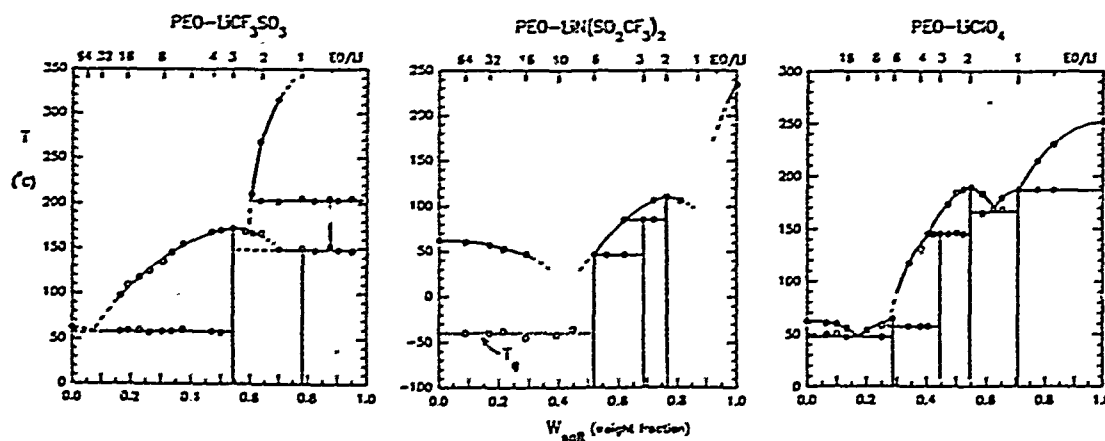 PEO-LiCF₃SO₃
PEO-LiN(SO₂CF₃)₂
PEO-LiClO₄
64 32 16 8 4 3 2 1 EO/Li
64 32 16 10 6 3 2 1 EO/Li
16 8 6 4 3 2 1 EO/Li
350
300
250
200
150
100
50
0
T
(°C)
0.0 0.2 0.4 0.6 0.8 1.0
250
200
150
100
50
0
-50
-100
Tg
0.0 0.2 0.4 0.6 0.8 1.0
300
250
200
150
100
50
0
0.0 0.2 0.4 0.6 0.8 1.0
W (weight fraction)